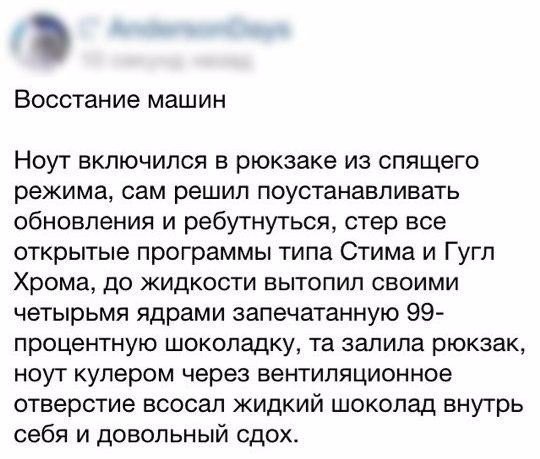 Восстание машин
Ноут включился в рюкзаке из спящего
режима, сам решил поустанавливать
обновления и ребутнуться, стер все
открытые программы типа Стима и Гугл
Хрома, до жидкости вытопил своими
четырьмя ядрами запечатанную 99-
процентную шоколадку, та залила рюкзак,
ноут кулером через вентиляционное
отверстие всосал жидкий шоколад внутрь
себя и довольный сдох.